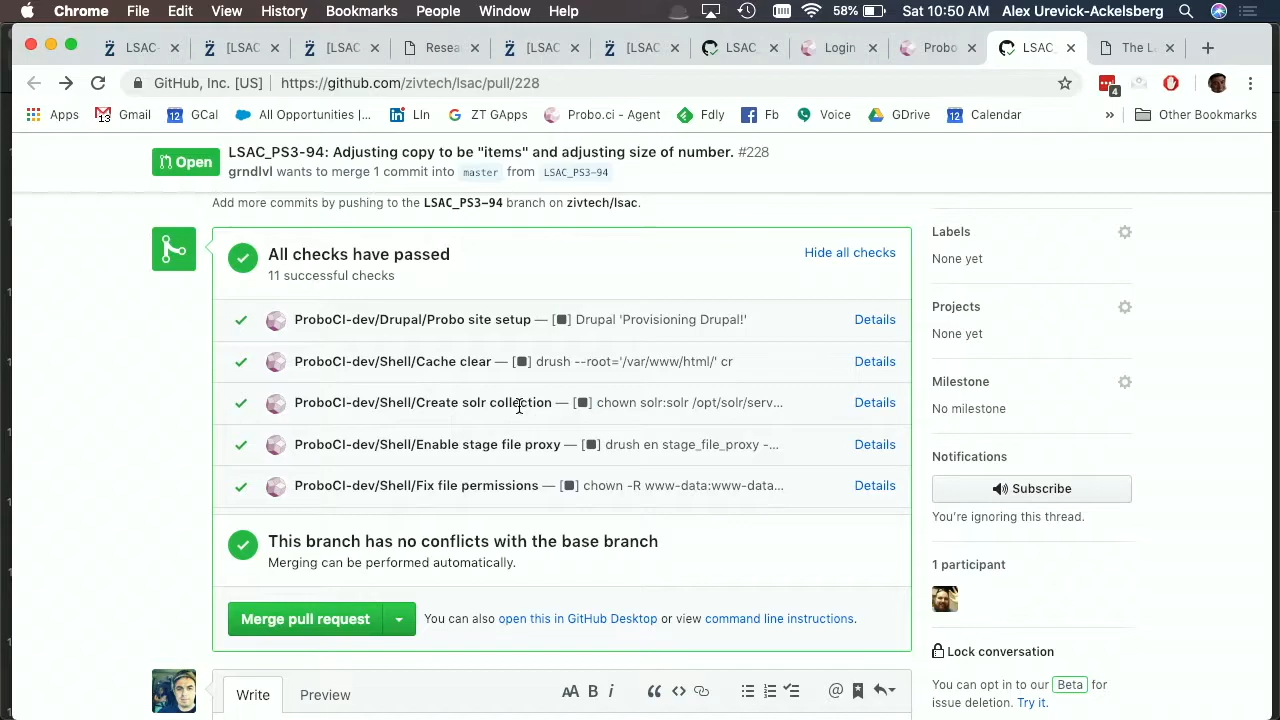 Chrome File Edit View History Bookmarks People Window Help 58% Sat 10:50 AM Alex Urevick-Ackelsberg
LSAC- [LSAC [LSAC Resea [LSAC [LSAC LSAC Login Probo LSAC_ The L
GitHub, Inc. [US] https://github.com/zivtech/lsac/pull/228 4
Apps 13 Gmail 12 GCal All Opportunities |... LIn ZT GApps Probo.ci - Agent Fdly Fb Voice GDrive 12 Calendar » Other Bookmarks
Open LSAC_PS3-94: Adjusting copy to be "items" and adjusting size of number. #228
grndlvl wants to merge 1 commit into master from LSAC_PS3-94
Add more commits by pushing to the LSAC_PS3-94 branch on zivtech/lsac.
All checks have passed
11 successful checks
Hide all checks
ProboCI-dev/Drupal/Probo site setup — [■] Drupal 'Provisioning Drupal!' Details
ProboCI-dev/Shell/Cache clear — [■] drush --root='/var/www/html/' cr Details
ProboCI-dev/Shell/Create solr collection — [■] chown solr:solr /opt/solr/serv... Details
ProboCI-dev/Shell/Enable stage file proxy — [■] drush en stage_file_proxy -... Details
ProboCI-dev/Shell/Fix file permissions — [■] chown -R www-data:www-data... Details
This branch has no conflicts with the base branch
Merging can be performed automatically.
Merge pull request You can also open this in GitHub Desktop or view command line instructions.
Write Preview AA B i
Labels
None yet
Projects
None yet
Milestone
No milestone
Notifications
Subscribe
You're ignoring this thread.
1 participant
Lock conversation
You can opt in to our Beta for
issue deletion. Try it.